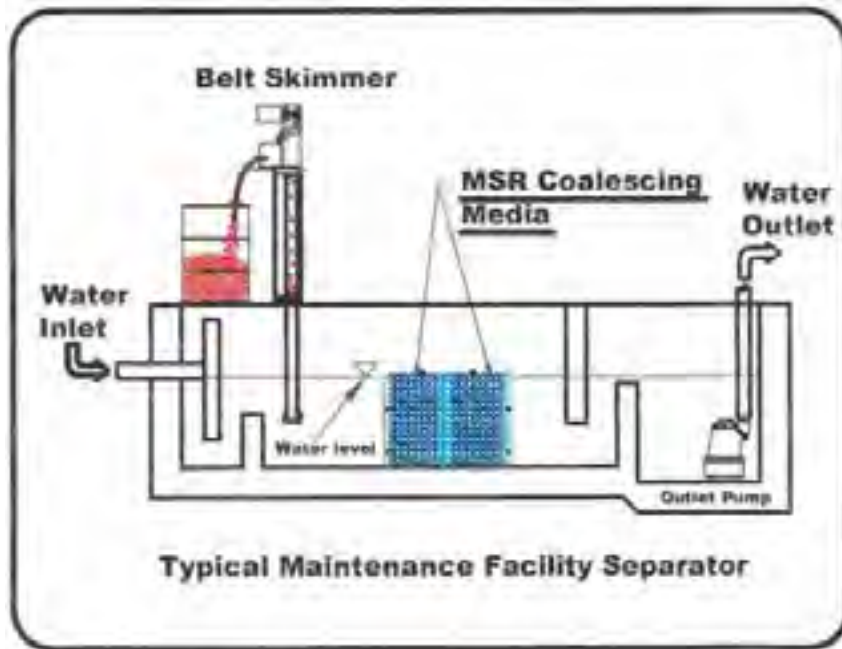 Belt Skimmer
MSR Coalescing
Media
Water
Outlet
Water
Inlet
Water level
Outlet Pump
Typical Maintenance Facility Separator